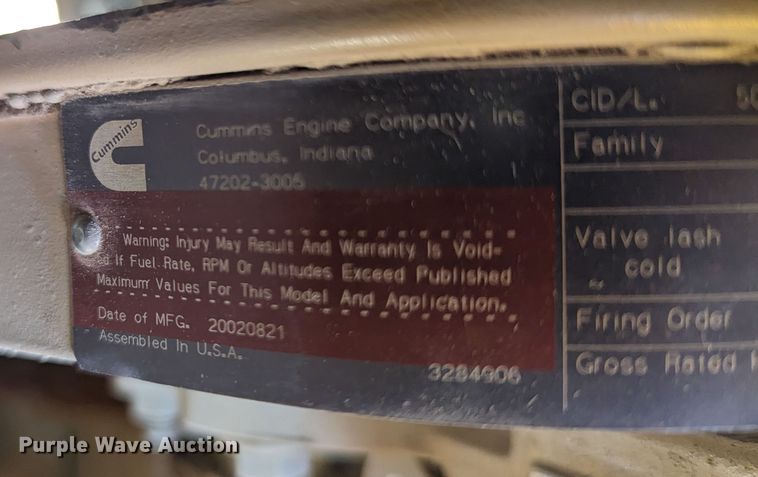 Cummins
Cummins Engine Company, Inc
Columbus, Indiana
47202-3005
Warning: Injury May Result And Warranty Is Void-
ed If Fuel Rate, RPM Or Altitudes Exceed Published
Maximum Values For This Model And Application.
Date of MFG. 20020821
Assembled In U.S.A.
3284906
CID/L.
Family
Valve lash
cold
Firing Order
Gross Rated
Purple Wave Auction